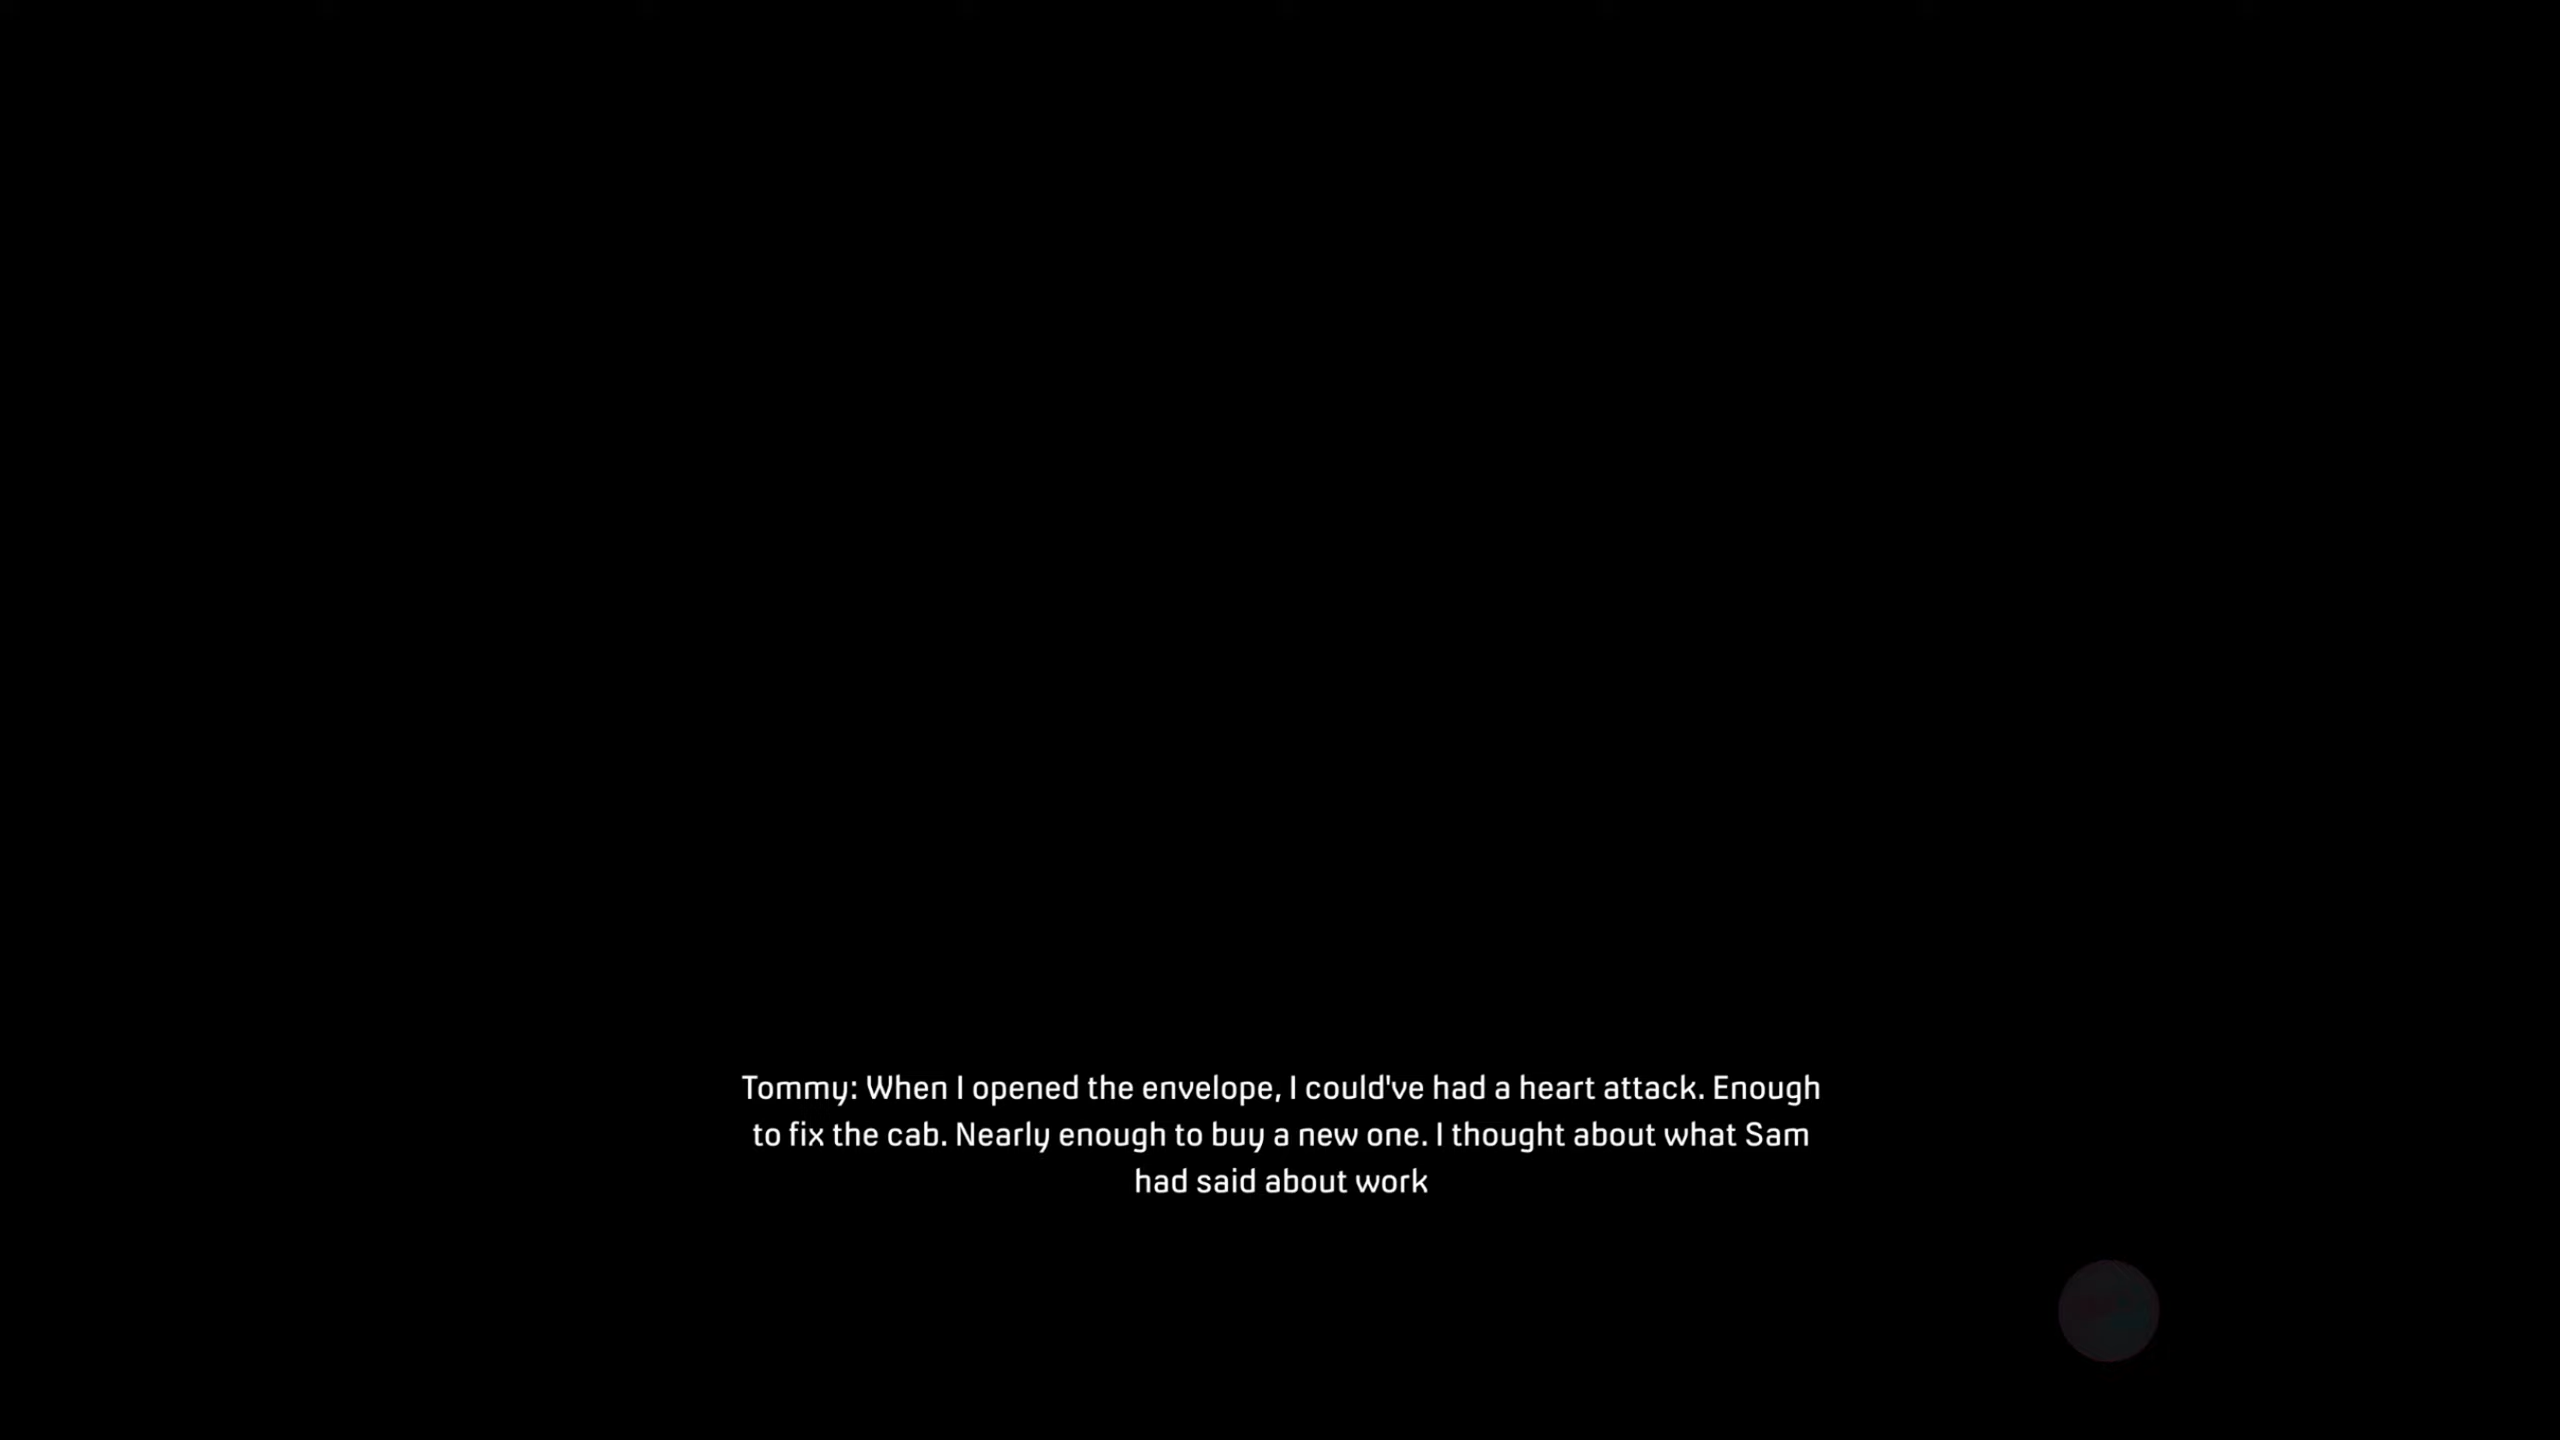 Tommy: When I opened the envelope, I could've had a heart attack. Enough
to fix the cab. Nearly enough to buy a new one. I thought about what Sam
had said about work